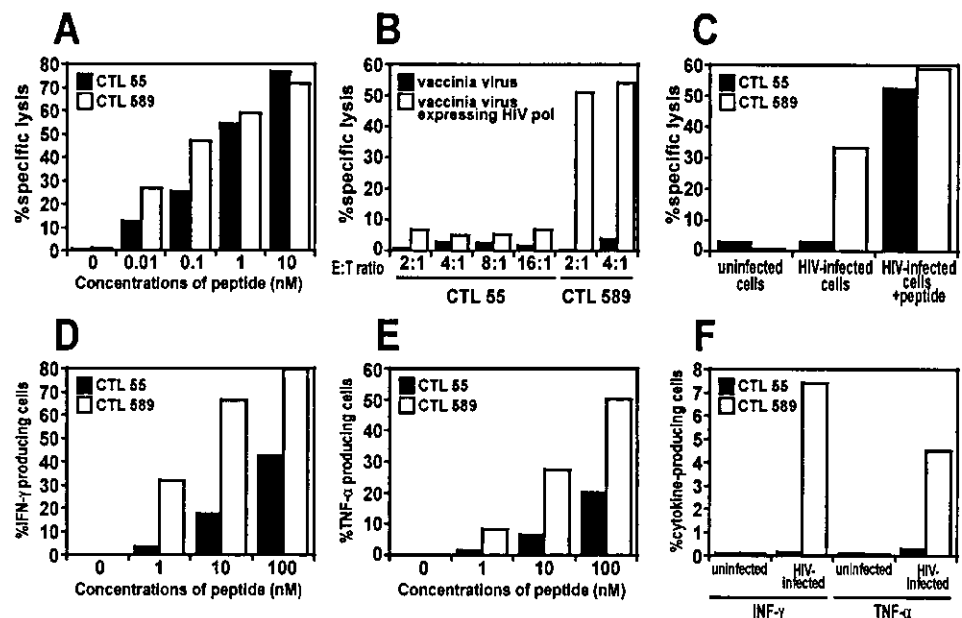 A
%specific lysis
80
70
60
50
40
30
20
10
0
CTL 55
CTL 589
0 0.01 0.1 1 10
Concentrations of peptide (nM)
B
%specific lysis
60
50
40
30
20
10
0
vaccinia virus
vaccinia virus
expressing HIV pol
E:T ratio 2:1 4:1 8:1 16:1 2:1 4:1
CTL 55 CTL 589
C
%specific lysis
60
50
40
30
20
10
0
CTL 55
CTL 589
uninfected
cells
HIV-infected
cells
HIV-infected
cells
+peptide
D
%IFN-γ producing cells
80
70
60
50
40
30
20
10
0
CTL 55
CTL 589
0 1 10 100
Concentrations of peptide (nM)
E
%TNF-α producing cells
60
50
40
30
20
10
0
CTL 55
CTL 589
0 1 10 100
Concentrations of peptide (nM)
F
%cytokine-producing cells
8
7
6
5
4
3
2
1
0
CTL 55
CTL 589
uninfected
HIV-
infected
uninfected
HIV-
infected
INF-γ TNF-α